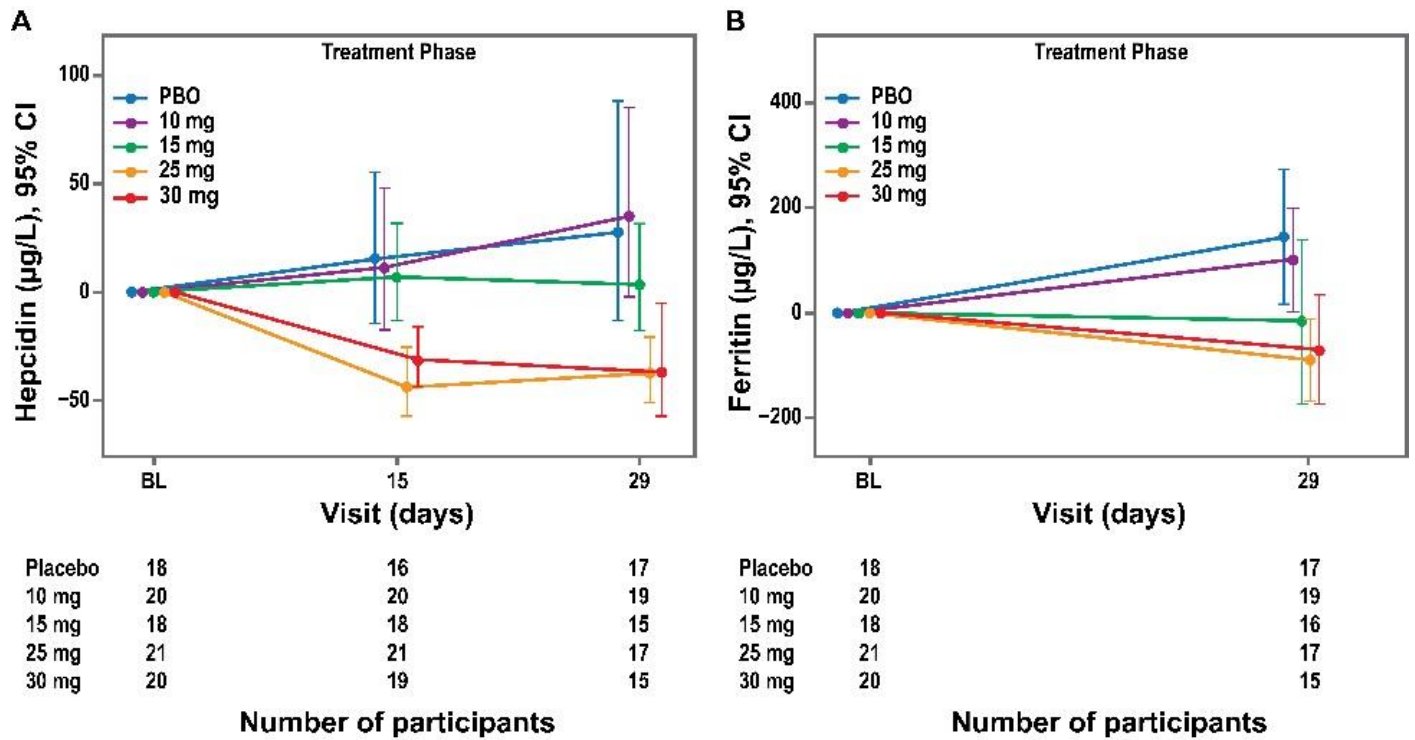 A
Treatment Phase
100
50
0
−50
Hepcidin (µg/L), 95% CI
PBO
10 mg
15 mg
25 mg
30 mg
BL 15 29
Visit (days)
Placebo 18 16 17
10 mg 20 20 19
15 mg 18 18 15
25 mg 21 21 17
30 mg 20 19 15
Number of participants
B
Treatment Phase
400
200
0
−200
Ferritin (µg/L), 95% CI
PBO
10 mg
15 mg
25 mg
30 mg
BL 29
Visit (days)
Placebo 18 17
10 mg 20 19
15 mg 18 16
25 mg 21 17
30 mg 20 15
Number of participants